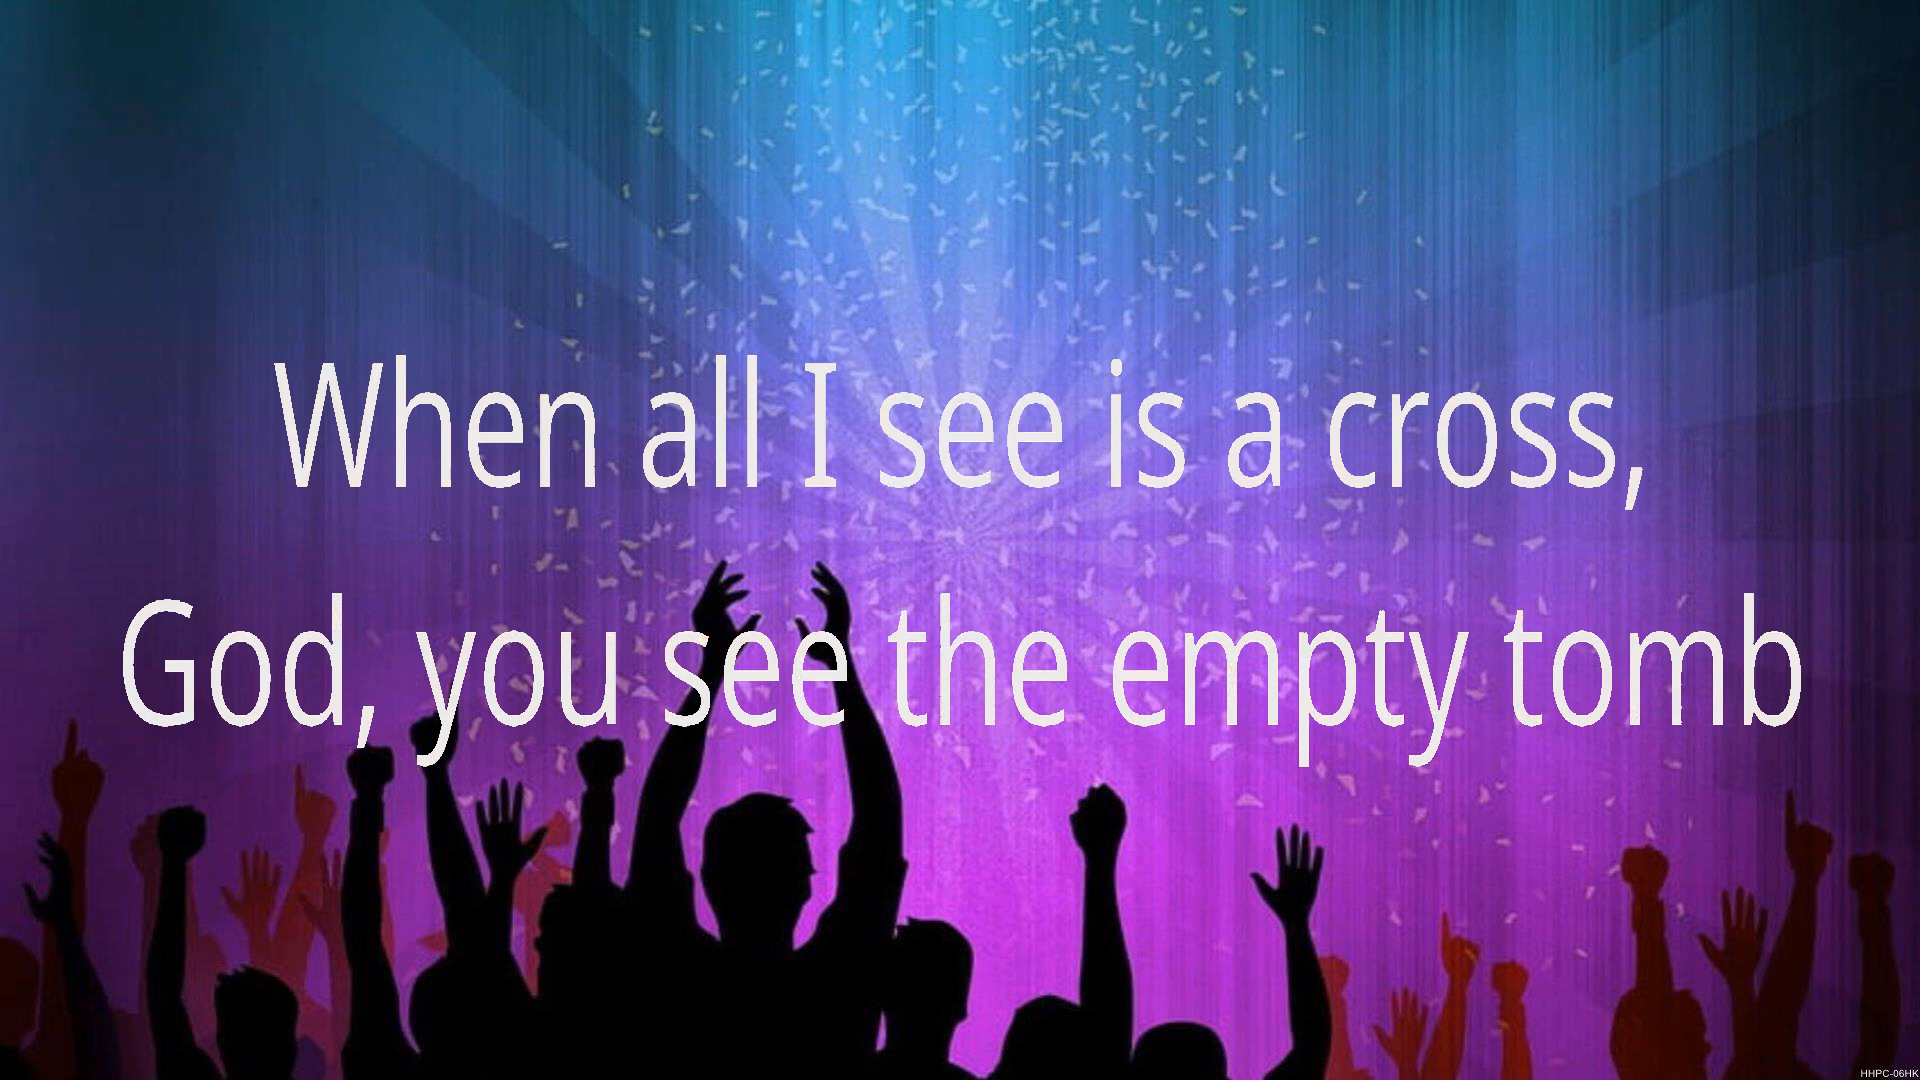 When all I see is a cross,
God, you see the empty tomb
HHPC-06HK